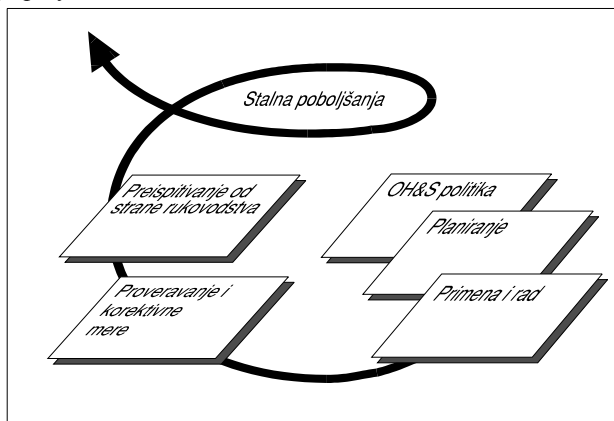 Stalna poboljšanja
Preispitivanje od
strane rukovodstva
OH&S politika
Planiranje
Proveravanje i
korektivne
mere
Primena i rad